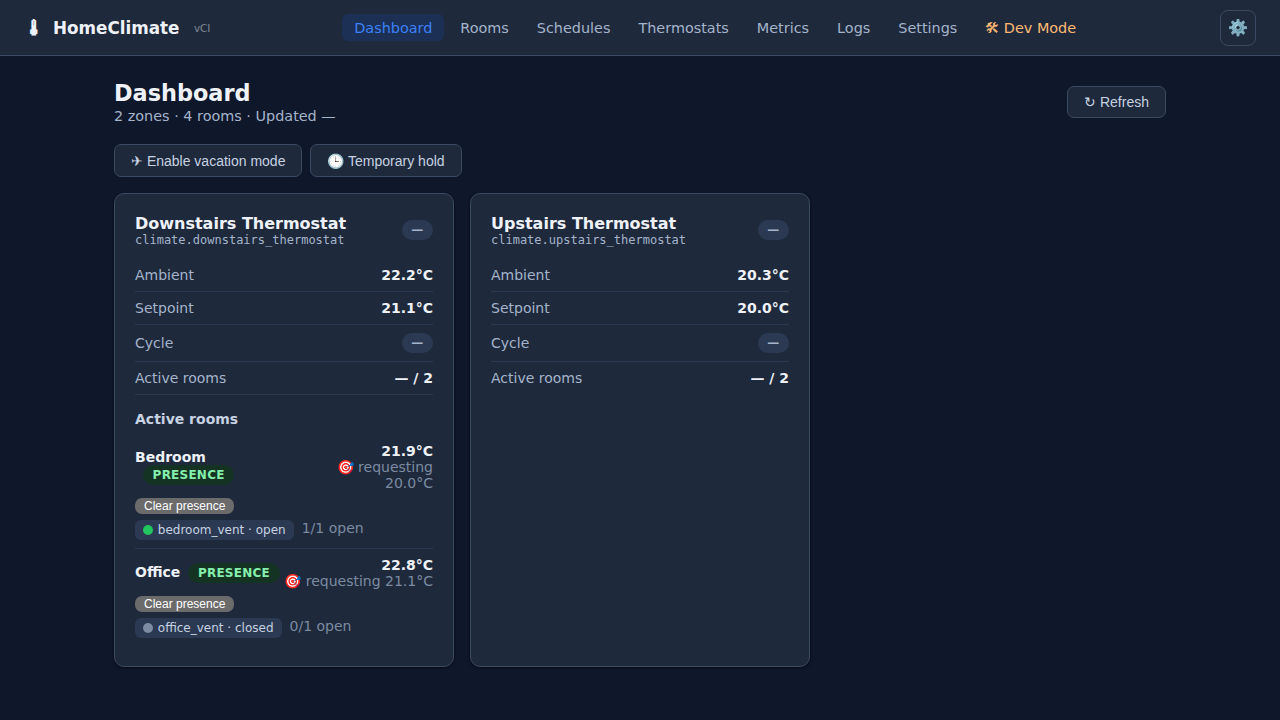 🌡 HomeClimate vCI Dashboard Rooms Schedules Thermostats Metrics Logs Settings 🛠 Dev Mode ⚙️
Dashboard
2 zones · 4 rooms · Updated —
↻ Refresh
✈ Enable vacation mode 🕒 Temporary hold
Downstairs Thermostat —
climate.downstairs_thermostat
Ambient 22.2°C
Setpoint 21.1°C
Cycle —
Active rooms — / 2
Active rooms
Bedroom PRESENCE
21.9°C
🎯 requesting
20.0°C
Clear presence
bedroom_vent · open 1/1 open
Office PRESENCE
22.8°C
🎯 requesting 21.1°C
Clear presence
office_vent · closed 0/1 open
Upstairs Thermostat —
climate.upstairs_thermostat
Ambient 20.3°C
Setpoint 20.0°C
Cycle —
Active rooms — / 2